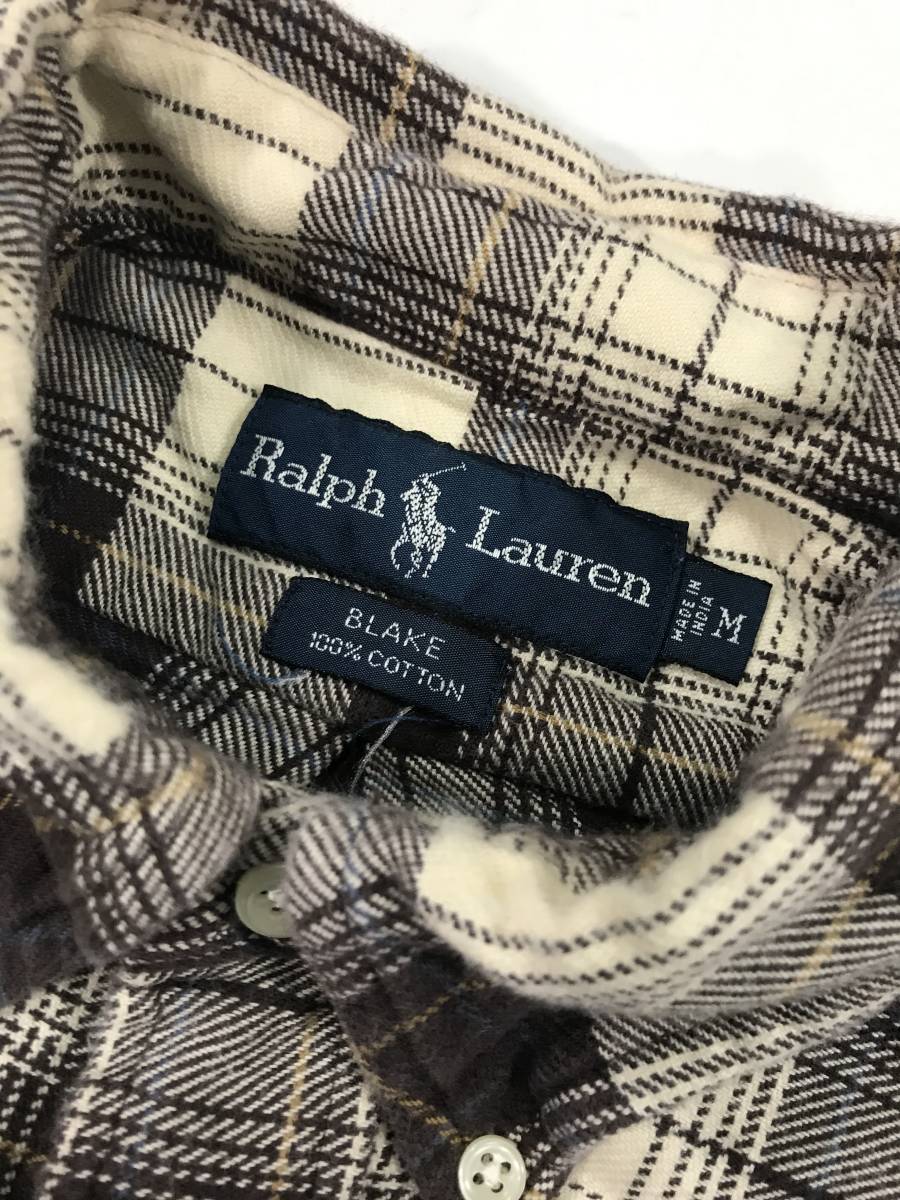 Ralph Lauren
BLAKE
100% COTTON
MADE IN
INDIA
M